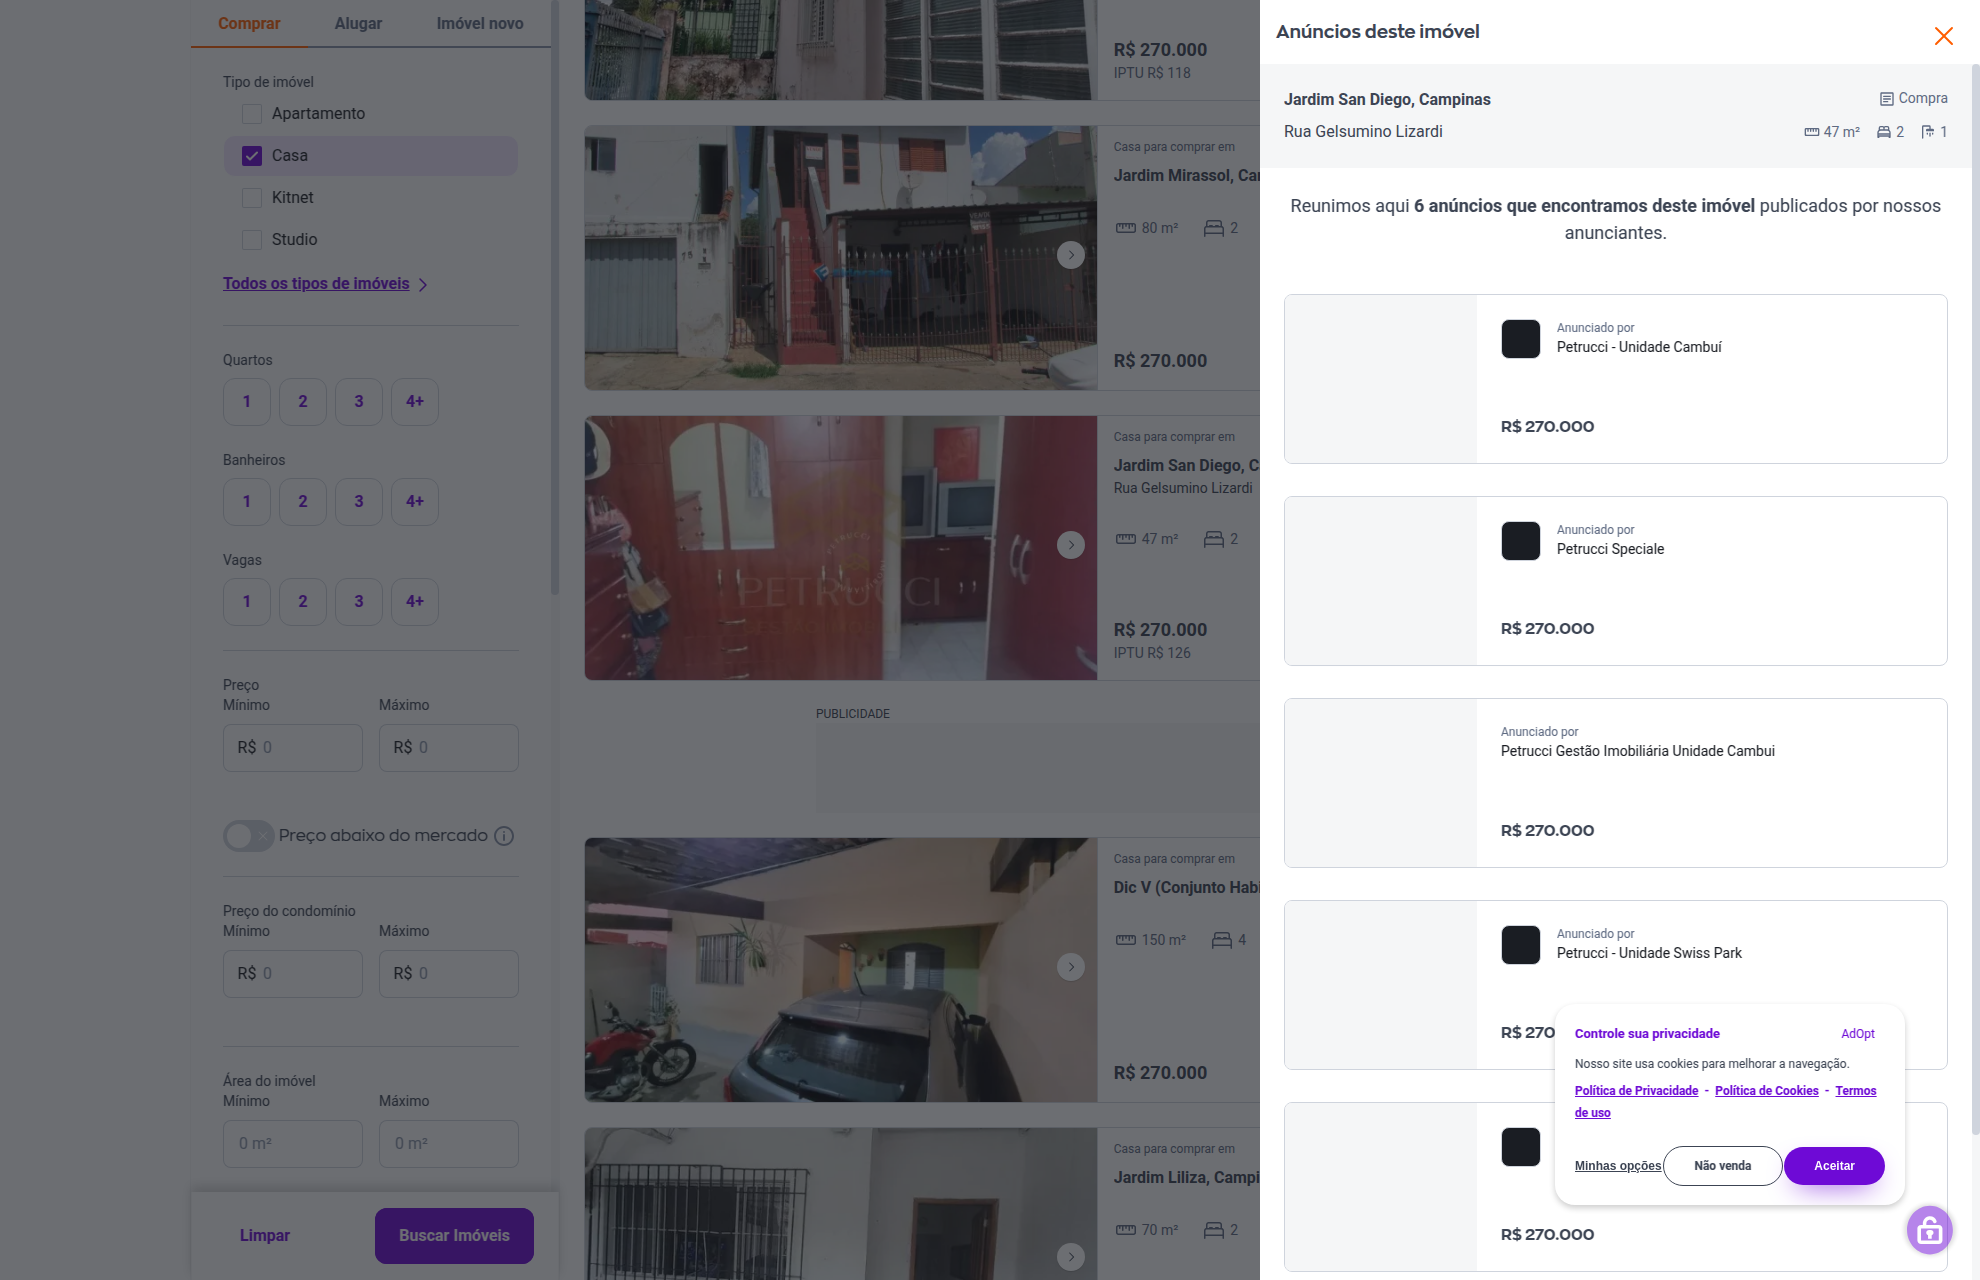 Comprar
Alugar
Imóvel novo
Tipo de imóvel
Apartamento
Casa
Kitnet
Studio
Todos os tipos de imóveis
Quartos
1 2 3 4+
Banheiros
1 2 3 4+
Vagas
1 2 3 4+
Preço
Mínimo Máximo
R$ 0 R$ 0
Preço abaixo do mercado
Preço do condomínio
Mínimo Máximo
R$ 0 R$ 0
Área do imóvel
Mínimo Máximo
0 m² 0 m²
Limpar
Buscar Imóveis
R$ 270.000
IPTU R$ 118
Casa para comprar em
Jardim Mirassol, Ca
80 m² 2
R$ 270.000
Casa para comprar em
Jardim San Diego, C
Rua Gelsumino Lizardi
47 m² 2
R$ 270.000
IPTU R$ 126
PETRUCCI
PUBLICIDADE
Casa para comprar em
Dic V (Conjunto Habi
150 m² 4
R$ 270.000
Casa para comprar em
Jardim Liliza, Campi
70 m² 2
Anúncios deste imóvel
Jardim San Diego, Campinas
Compra
Rua Gelsumino Lizardi
47 m² 2 1
Reunimos aqui 6 anúncios que encontramos deste imóvel publicados por nossos
anunciantes.
Anunciado por
Petrucci - Unidade Cambuí
R$ 270.000
Anunciado por
Petrucci Speciale
R$ 270.000
Anunciado por
Petrucci Gestão Imobiliária Unidade Cambui
R$ 270.000
Anunciado por
Petrucci - Unidade Swiss Park
R$ 270
R$ 270.000
Controle sua privacidade
AdOpt
Nosso site usa cookies para melhorar a navegação.
Política de Privacidade - Política de Cookies - Termos
de uso
Minhas opções
Não venda
Aceitar